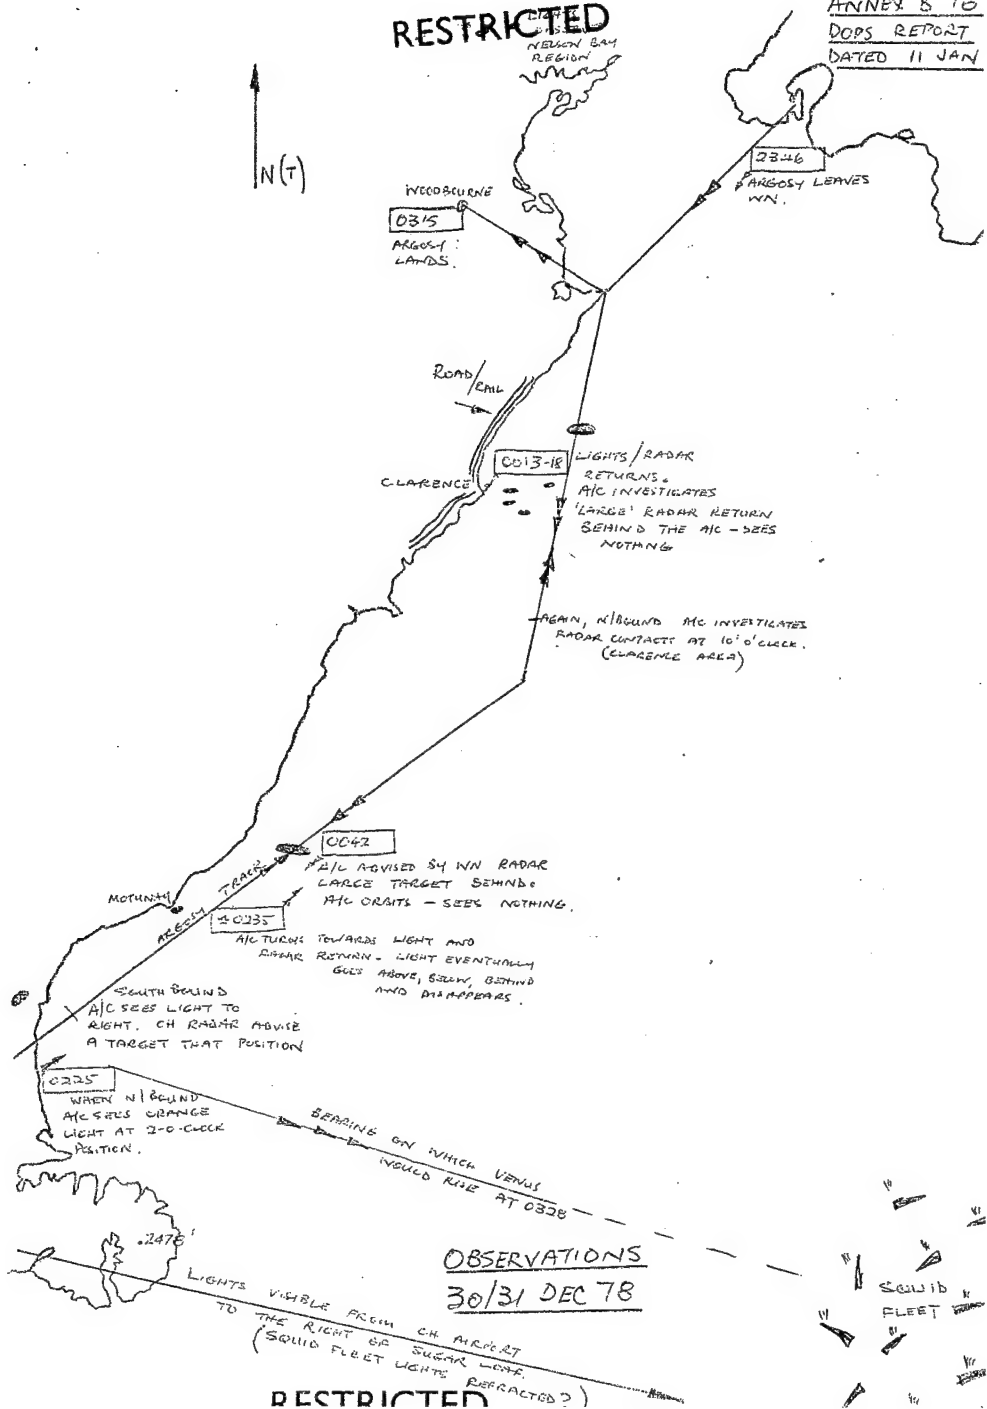 RESTRICTED
ANNEX B TO
DOPS REPORT
DATED 11 JAN
LIGHTS
NELSON BAY
REGION
N(T)
2346
ARGOSY LEAVES
WN.
WOODBOURNE
0315
ARGOSY
LANDS.
ROAD/
RAIL
CLARENCE
0013-18
LIGHTS/RADAR
RETURNS.
A/C INVESTIGATES
'LARGE' RADAR RETURN
BEHIND THE A/C - SEES
NOTHING
AGAIN, N/BOUND A/C INVESTIGATES
RADAR CONTACTS AT 10 O'CLOCK.
(CLARENCE AREA)
0042
A/C ADVISED BY WN RADAR
LARGE TARGET BEHIND.
A/C ORBITS - SEES NOTHING.
MOTUNAU
ARGOSY TRACK
±0235
A/C TURNS TOWARDS LIGHT AND
RADAR RETURN. LIGHT EVENTUALLY
GOES ABOVE, BELOW, BEHIND
AND DISAPPEARS.
SOUTH BOUND
A/C SEES LIGHT TO
RIGHT. CH RADAR ADVISE
A TARGET THAT POSITION
0225
WHEN N/BOUND
A/C SEES ORANGE
LIGHT AT 2-O-CLOCK
POSITION.
BEARING ON WHICH VENUS
WOULD RISE AT 0328
.2476'
OBSERVATIONS
30/31 DEC 78
SQUID
FLEET
LIGHTS VISIBLE FROM CH AIRPORT
TO THE RIGHT OF SUGAR LOAF.
(SQUID FLEET LIGHTS REFRACTED?)
RESTRICTED